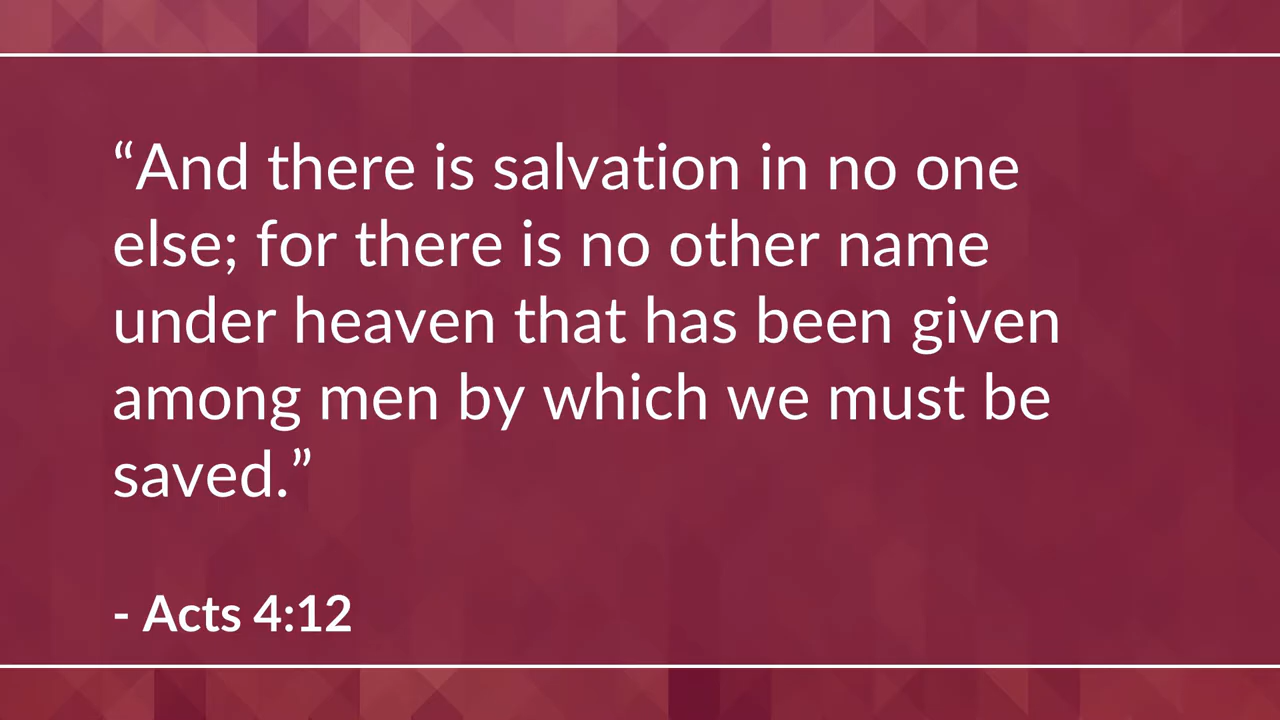 “And there is salvation in no one
else; for there is no other name
under heaven that has been given
among men by which we must be
saved.”
- Acts 4:12